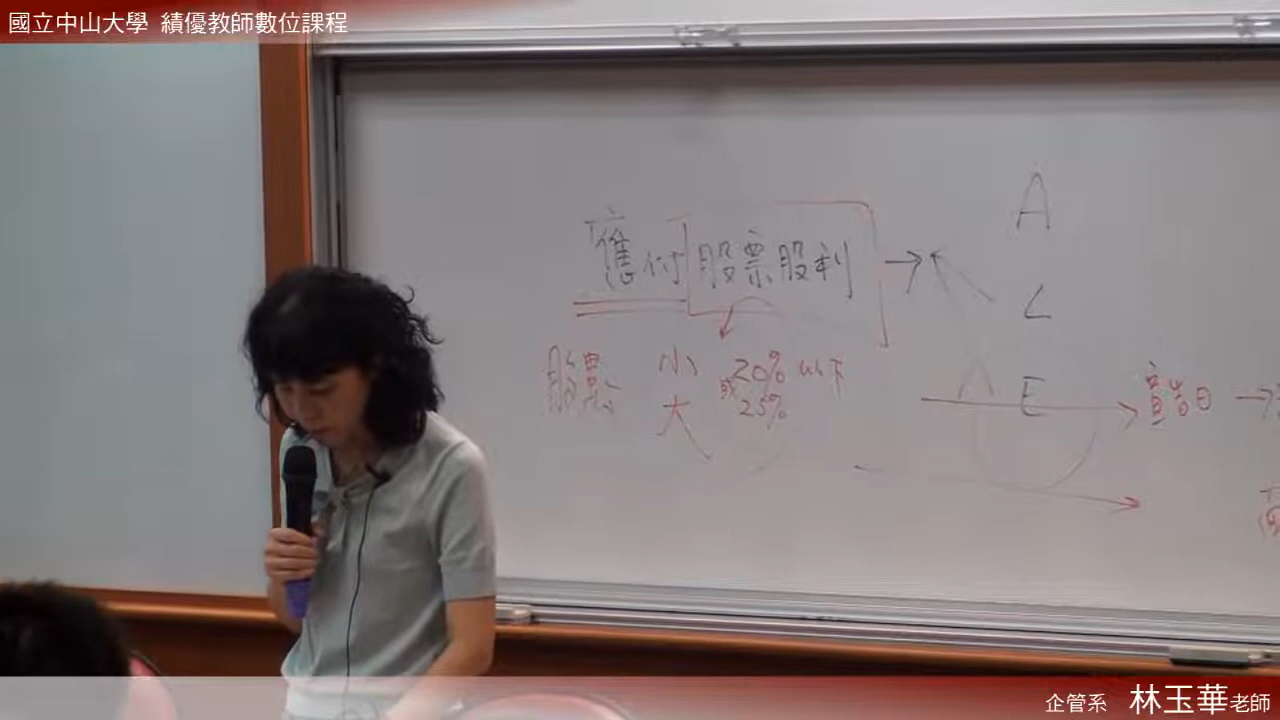 國立中山大學 績優教師數位課程
A
應付股票股利 →
L
股票 小 20% 以下
或
大 25%
E
宣告日 →
企管系 林玉華老師